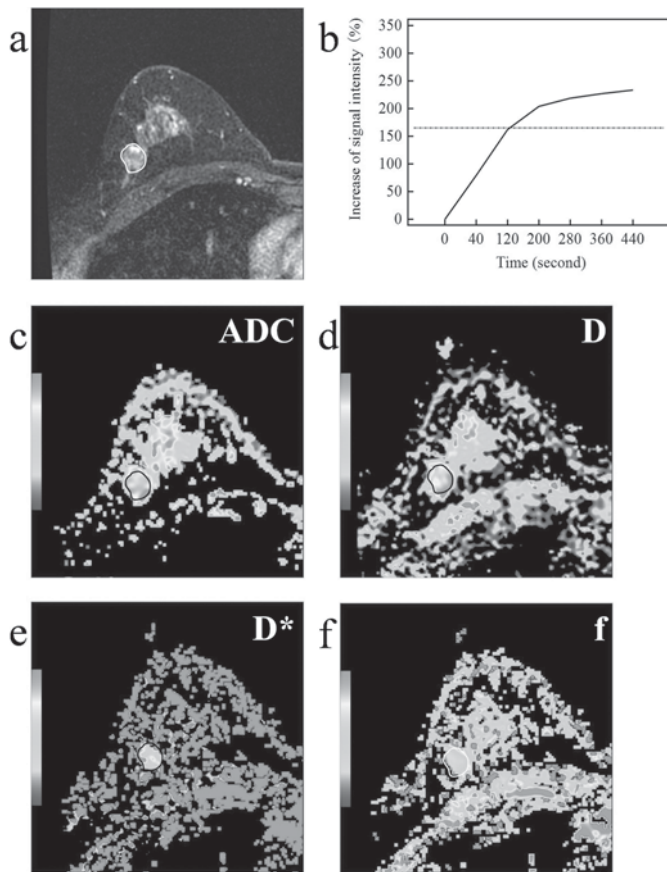 a
b
350
300
250
200
150
100
50
0
Increase of signal intensity (%)
0 40 120 200 280 360 440
Time (second)
c
ADC
d
D
e
D*
f
f